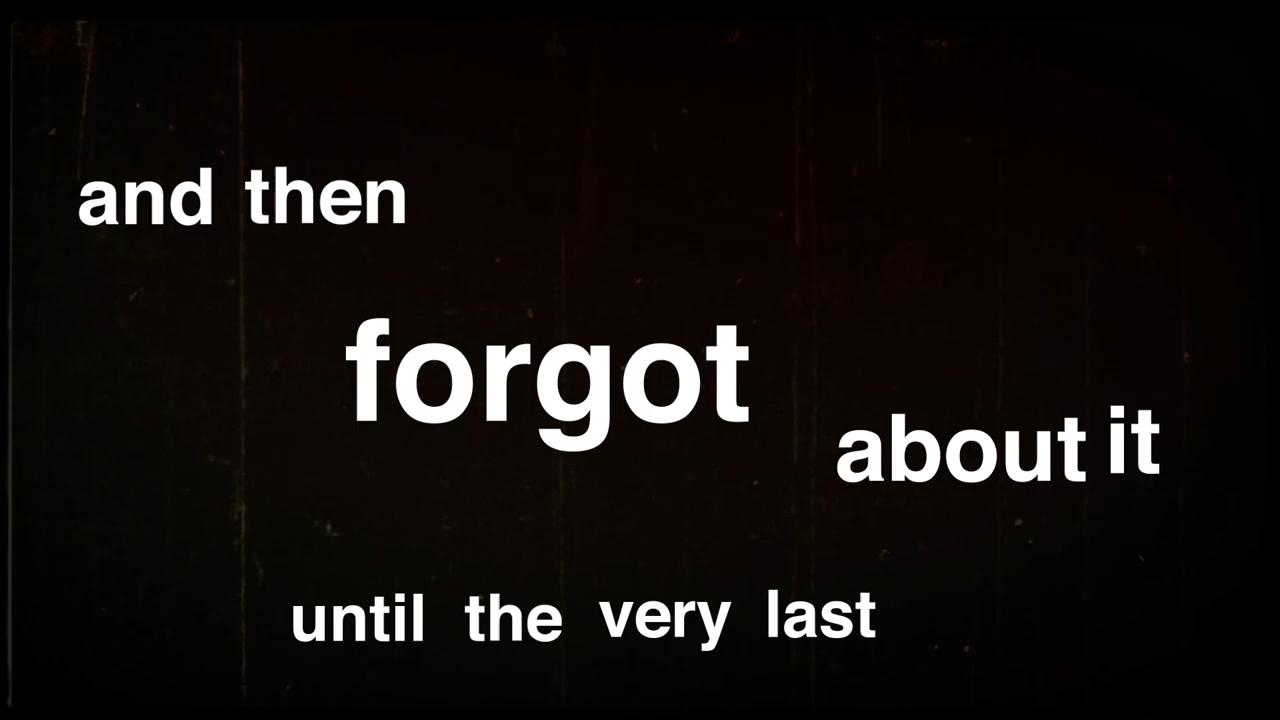 and then
forgot
about it
until the very last